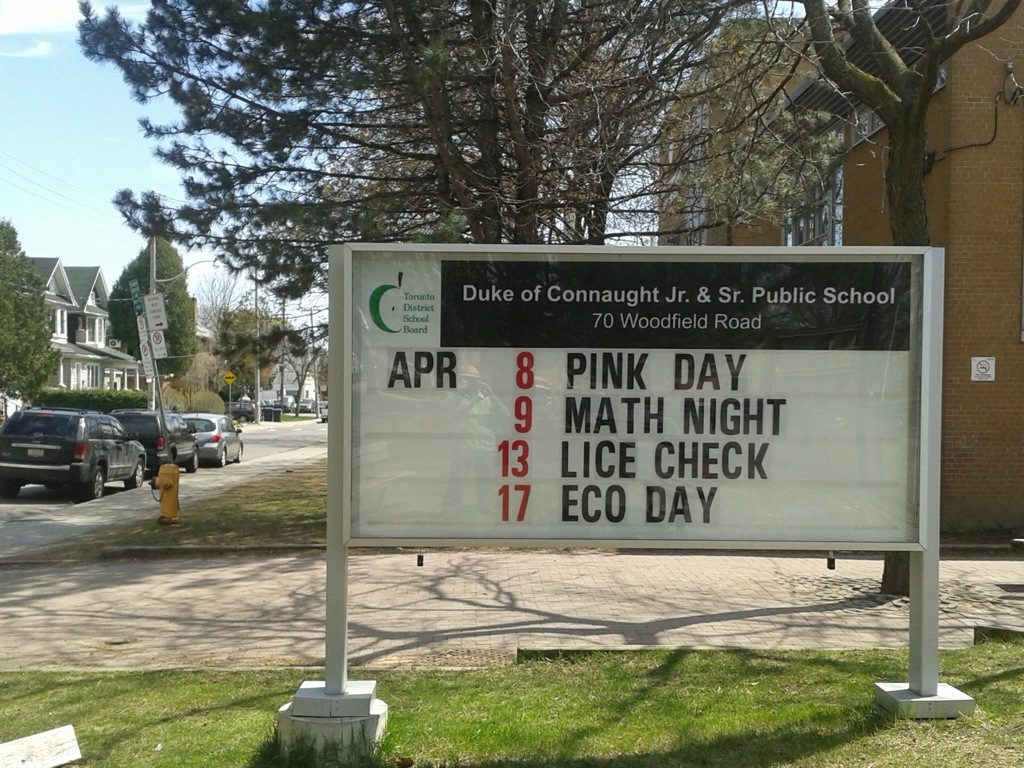 Toronto
District
School
Board
Duke of Connaught Jr. & Sr. Public School
70 Woodfield Road
APR 8 PINK DAY
9 MATH NIGHT
13 LICE CHECK
17 ECO DAY